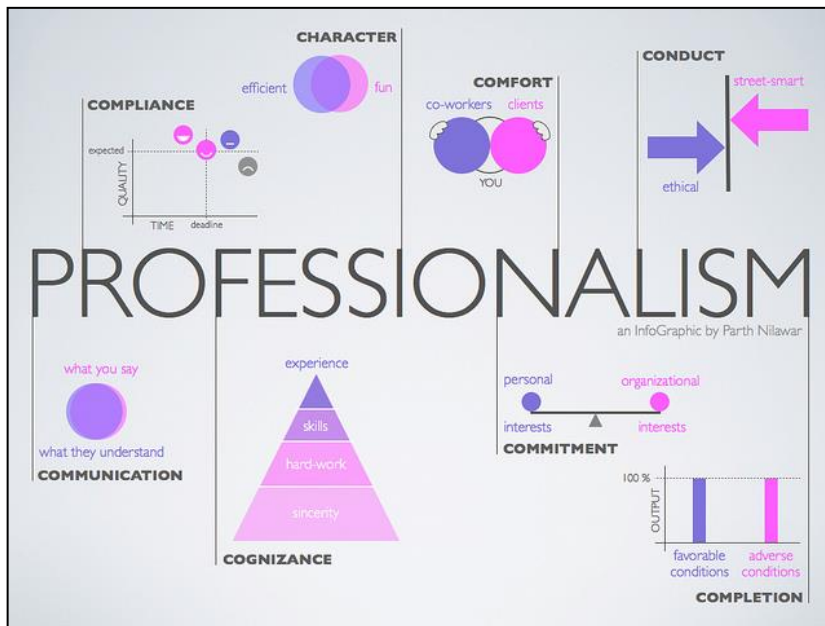 CHARACTER
efficient
fun
COMPLIANCE
expected
QUALITY
TIME
deadline
COMFORT
co-workers
clients
YOU
CONDUCT
street-smart
ethical
PROFESSIONALISM
an InfoGraphic by Parth Nilawar
what you say
what they understand
COMMUNICATION
experience
skills
hard-work
sincerity
COGNIZANCE
personal
interests
organizational
interests
COMMITMENT
100 %
OUTPUT
favorable
conditions
adverse
conditions
COMPLETION